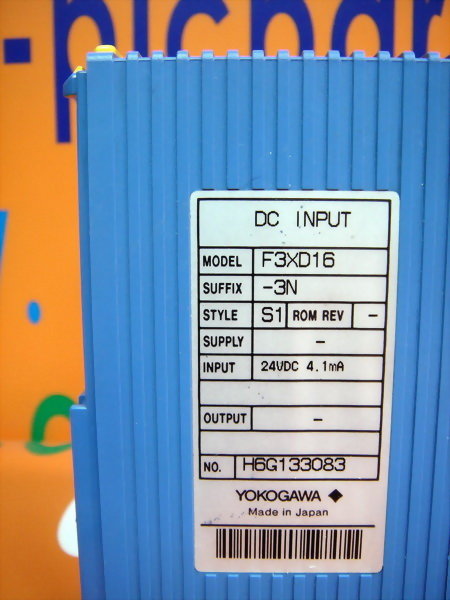 -picpar
DC INPUT
MODEL F3XD16
SUFFIX -3N
STYLE S1 ROM REV -
SUPPLY -
INPUT 24VDC 4.1mA
OUTPUT -
NO. H6G133083
YOKOGAWA
Made in Japan